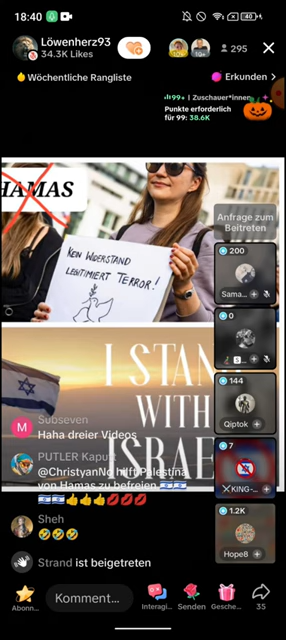 18:40
40
Löwenherz93
34.3K Likes
295
Wöchentliche Rangliste
Erkunden >
99+ | Zuschauer*innen
Punkte erforderlich
für 99: 38.6K
HAMAS
KEIN WIDERSTAND
LEGITIMIERT TERROR!
Anfrage zum
Beitreten
200
Sama...
0
144
Qiptok
7
KING-...
1.2K
Hope8
I STAN
WITH
ISRAE
Subseven
M
Haha dreier Videos
PUTLER Kaputt
@ChristyanNo hilft Palestina
von Hamas zu befreien
Sheh
Strand ist beigetreten
Abonn...
Komment...
Interagi...
Senden
Gesche...
35